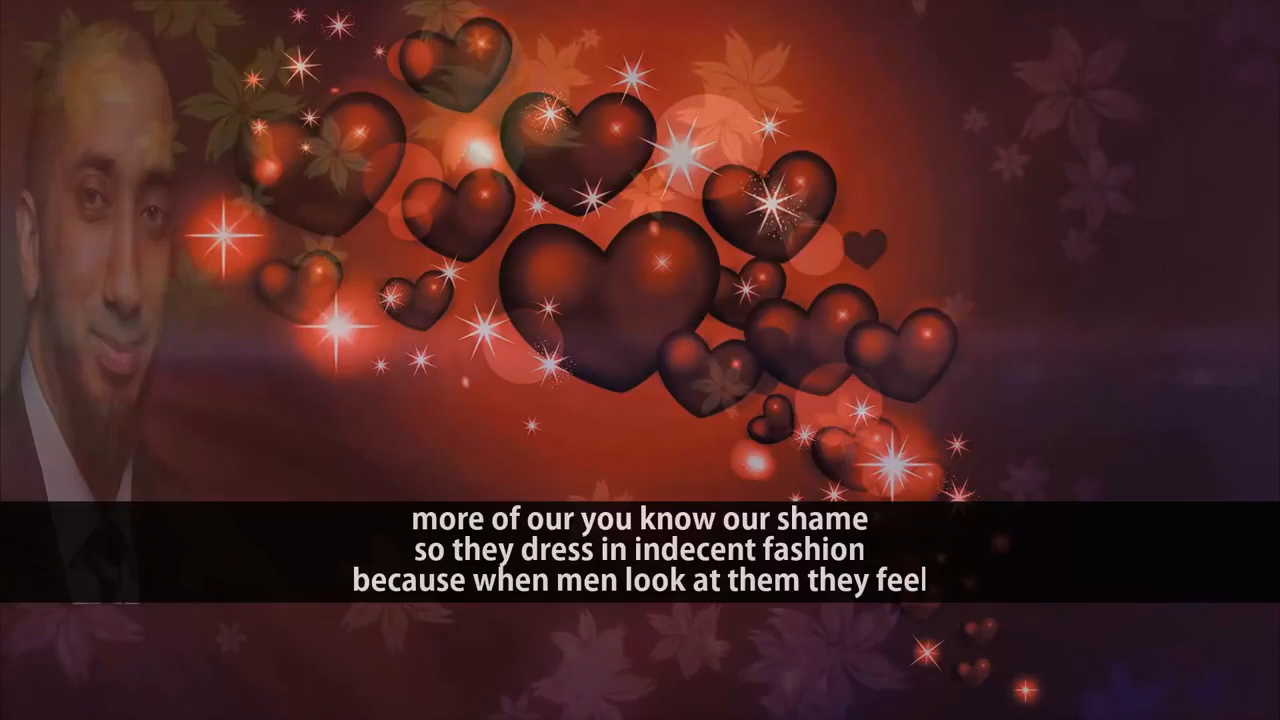 more of our you know our shame
so they dress in indecent fashion
because when men look at them they feel